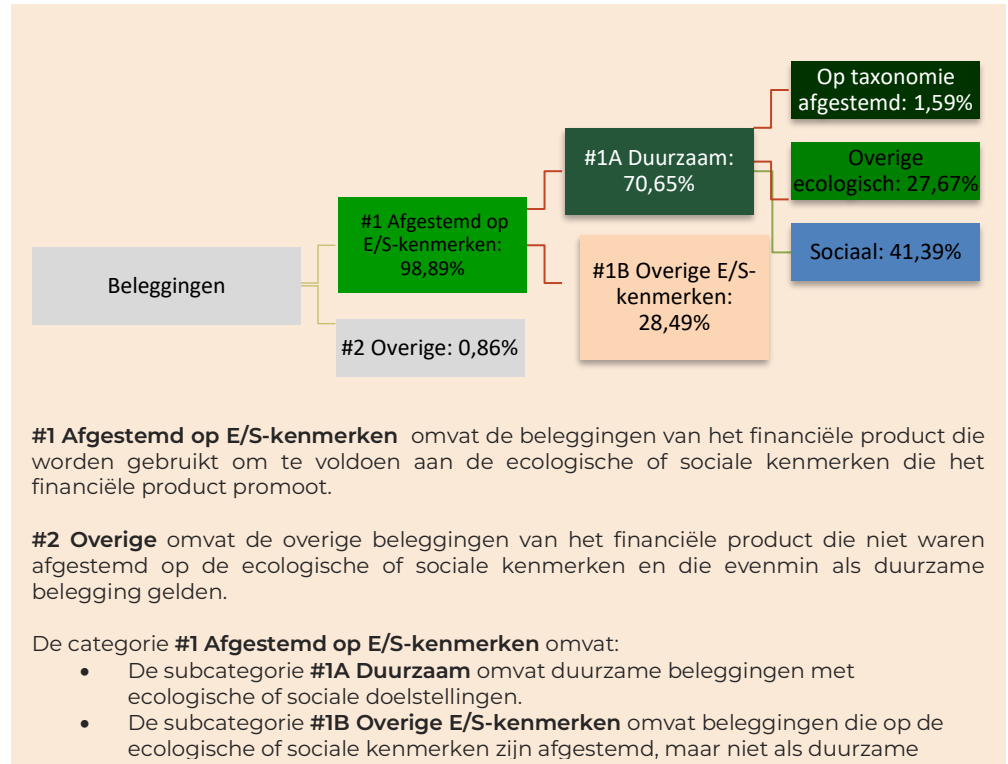 Op taxonomie
afgestemd: 1,59%
#1A Duurzaam:
70,65%
Overige
ecologisch: 27,67%
#1 Afgestemd op
E/S-kenmerken:
98,89%
Sociaal: 41,39%
Beleggingen
#1B Overige E/S-
kenmerken:
28,49%
#2 Overige: 0,86%
#1 Afgestemd op E/S-kenmerken omvat de beleggingen van het financiële product die
worden gebruikt om te voldoen aan de ecologische of sociale kenmerken die het
financiële product promoot.
#2 Overige omvat de overige beleggingen van het financiële product die niet waren
afgestemd op de ecologische of sociale kenmerken en die evenmin als duurzame
belegging gelden.
De categorie #1 Afgestemd op E/S-kenmerken omvat:
• De subcategorie #1A Duurzaam omvat duurzame beleggingen met
ecologische of sociale doelstellingen.
• De subcategorie #1B Overige E/S-kenmerken omvat beleggingen die op de
ecologische of sociale kenmerken zijn afgestemd, maar niet als duurzame